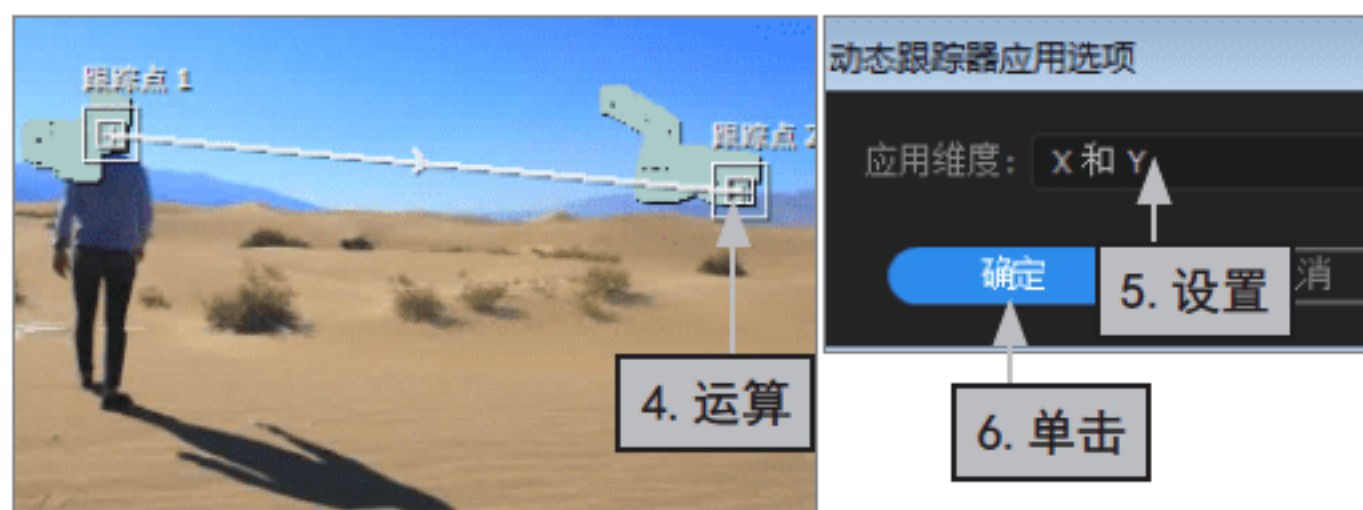 跟踪点 1
跟踪点 2
4. 运算
动态跟踪器应用选项
应用维度: X 和 Y
确定
消
5. 设置
6. 单击